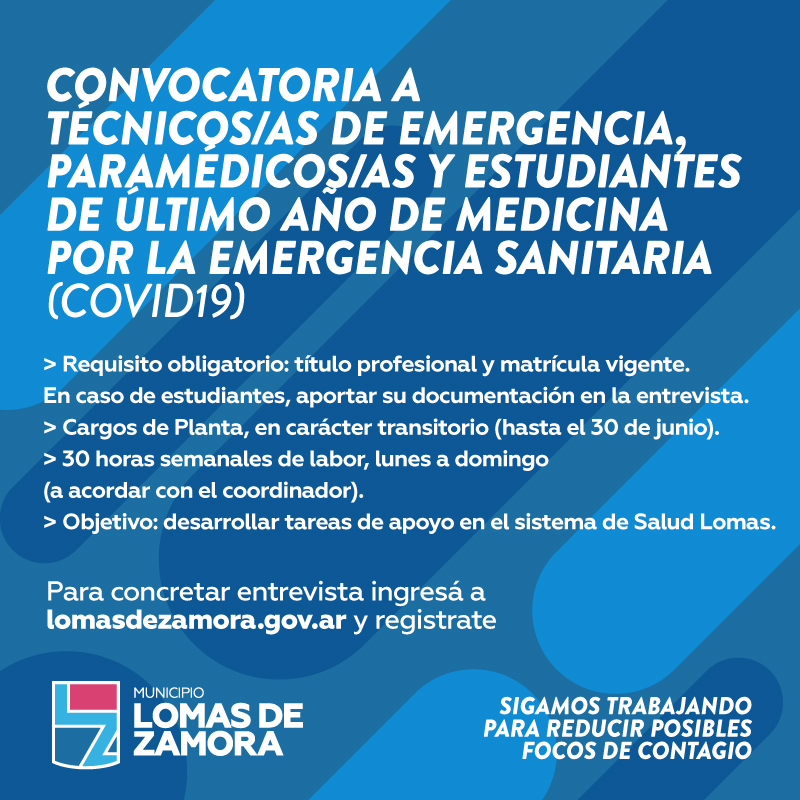 CONVOCATORIA A
TÉCNICOS/AS DE EMERGENCIA,
PARAMÉDICOS/AS Y ESTUDIANTES
DE ÚLTIMO AÑO DE MEDICINA
POR LA EMERGENCIA SANITARIA
(COVID19)
> Requisito obligatorio: título profesional y matrícula vigente.
En caso de estudiantes, aportar su documentación en la entrevista.
> Cargos de Planta, en carácter transitorio (hasta el 30 de junio).
> 30 horas semanales de labor, lunes a domingo
(a acordar con el coordinador).
> Objetivo: desarrollar tareas de apoyo en el sistema de Salud Lomas.
Para concretar entrevista ingresá a
lomasdezamora.gov.ar y registrate
MUNICIPIO
LOMAS DE
ZAMORA
SIGAMOS TRABAJANDO
PARA REDUCIR POSIBLES
FOCOS DE CONTAGIO